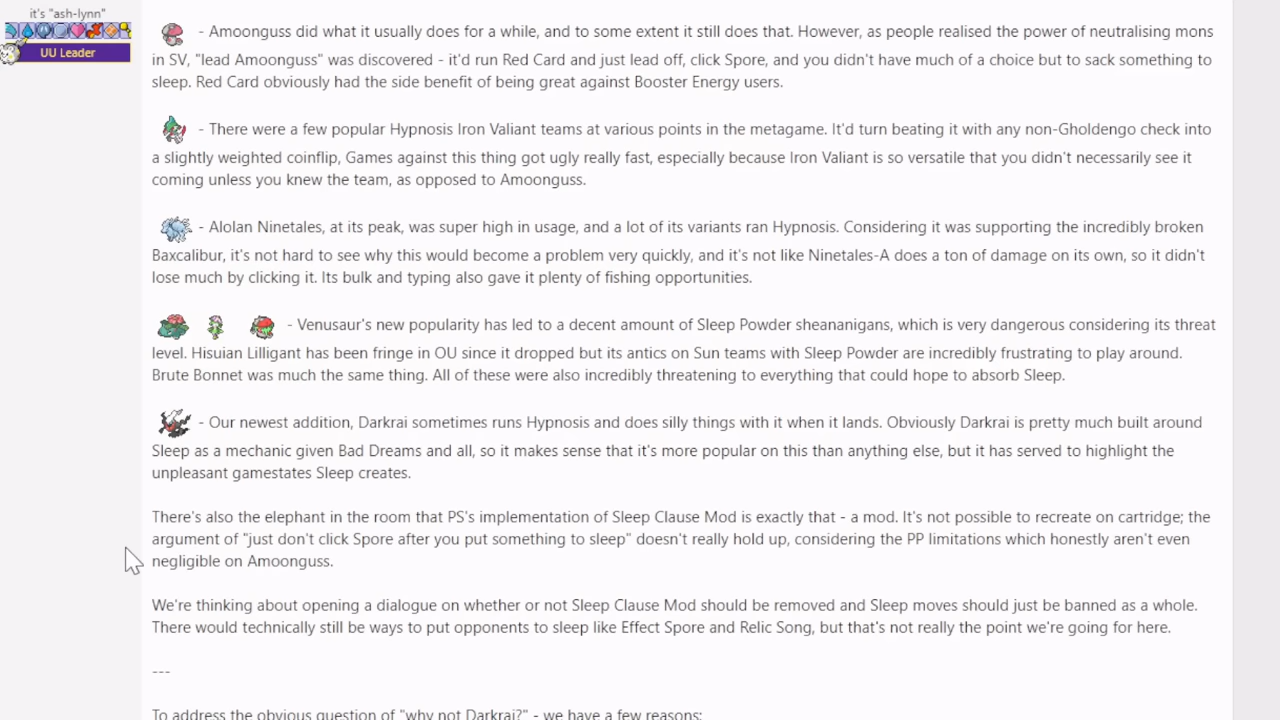 it's "ash-lynn"
UU Leader
- Amoonguss did what it usually does for a while, and to some extent it still does that. However, as people realised the power of neutralising mons
in SV, "lead Amoonguss" was discovered - it'd run Red Card and just lead off, click Spore, and you didn't have much of a choice but to sack something to
sleep. Red Card obviously had the side benefit of being great against Booster Energy users.
- There were a few popular Hypnosis Iron Valiant teams at various points in the metagame. It'd turn beating it with any non-Gholdengo check into
a slightly weighted coinflip, Games against this thing got ugly really fast, especially because Iron Valiant is so versatile that you didn't necessarily see it
coming unless you knew the team, as opposed to Amoonguss.
- Alolan Ninetales, at its peak, was super high in usage, and a lot of its variants ran Hypnosis. Considering it was supporting the incredibly broken
Baxcalibur, it's not hard to see why this would become a problem very quickly, and it's not like Ninetales-A does a ton of damage on its own, so it didn't
lose much by clicking it. Its bulk and typing also gave it plenty of fishing opportunities.
- Venusaur's new popularity has led to a decent amount of Sleep Powder sheananigans, which is very dangerous considering its threat
level. Hisuian Lilligant has been fringe in OU since it dropped but its antics on Sun teams with Sleep Powder are incredibly frustrating to play around.
Brute Bonnet was much the same thing. All of these were also incredibly threatening to everything that could hope to absorb Sleep.
- Our newest addition, Darkrai sometimes runs Hypnosis and does silly things with it when it lands. Obviously Darkrai is pretty much built around
Sleep as a mechanic given Bad Dreams and all, so it makes sense that it's more popular on this than anything else, but it has served to highlight the
unpleasant gamestates Sleep creates.
There's also the elephant in the room that PS's implementation of Sleep Clause Mod is exactly that - a mod. It's not possible to recreate on cartridge; the
argument of "just don't click Spore after you put something to sleep" doesn't really hold up, considering the PP limitations which honestly aren't even
negligible on Amoonguss.
We're thinking about opening a dialogue on whether or not Sleep Clause Mod should be removed and Sleep moves should just be banned as a whole.
There would technically still be ways to put opponents to sleep like Effect Spore and Relic Song, but that's not really the point we're going for here.
---
To address the obvious question of "why not Darkrai?" - we have a few reasons: